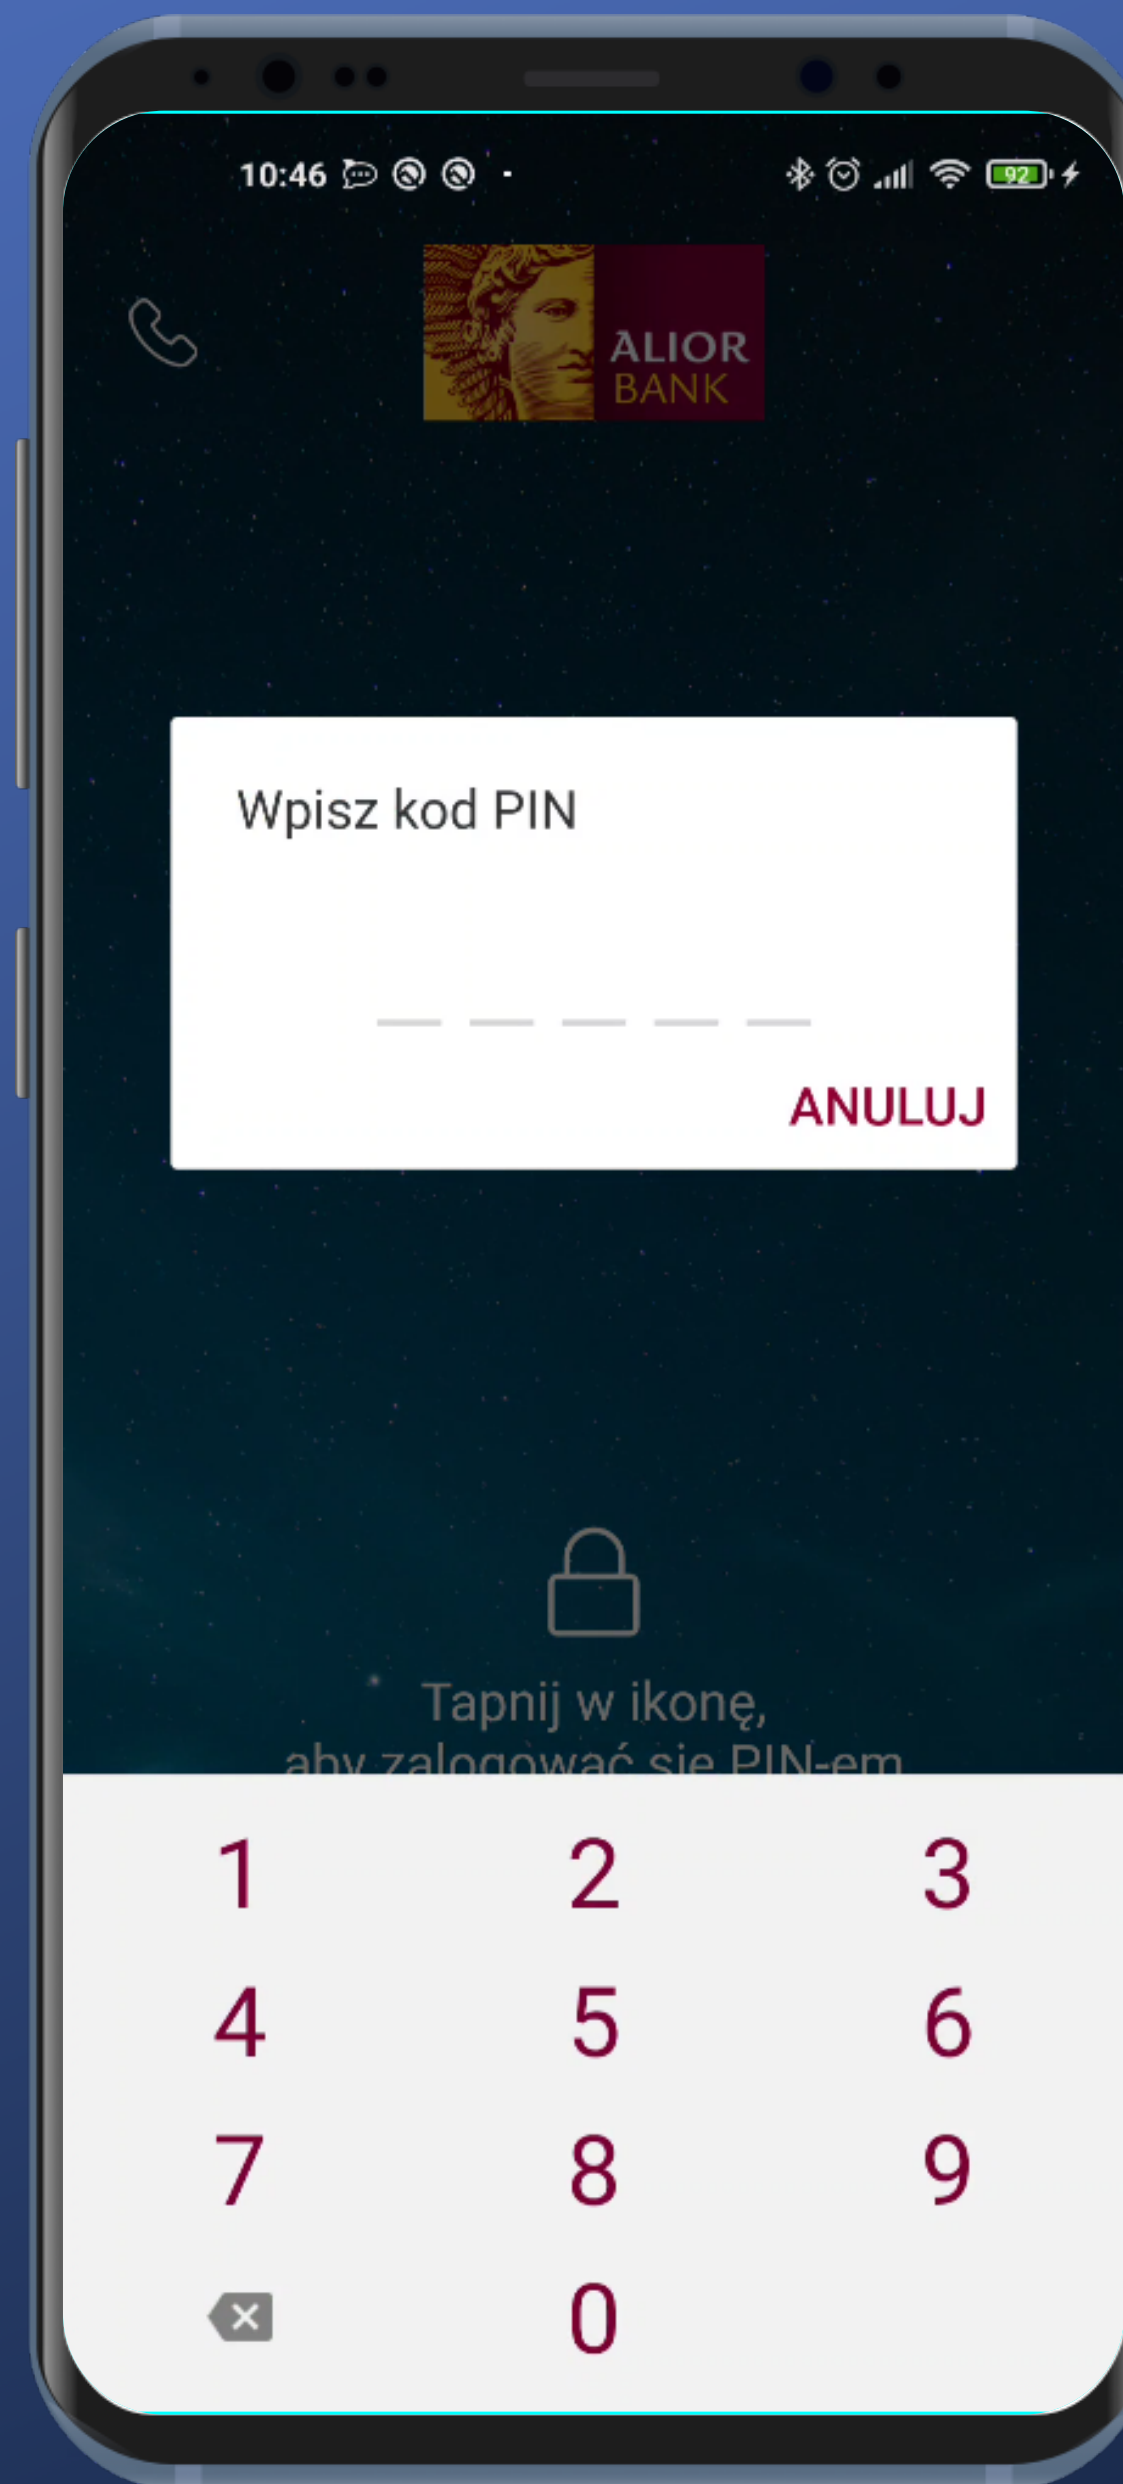 10:46
92
ALIOR
BANK
Wpisz kod PIN
ANULUJ
Tapnij w ikonę,
aby zalogować się PIN-em
1 2 3
4 5 6
7 8 9
0